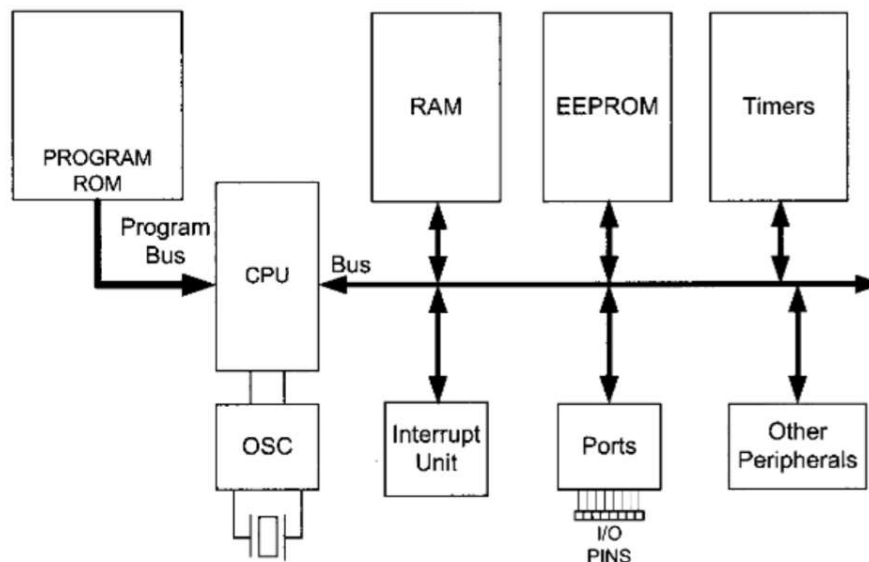 PROGRAM
ROM
Program
Bus
CPU
OSC
Bus
RAM
EEPROM
Timers
Interrupt
Unit
Ports
I/O
PINS
Other
Peripherals